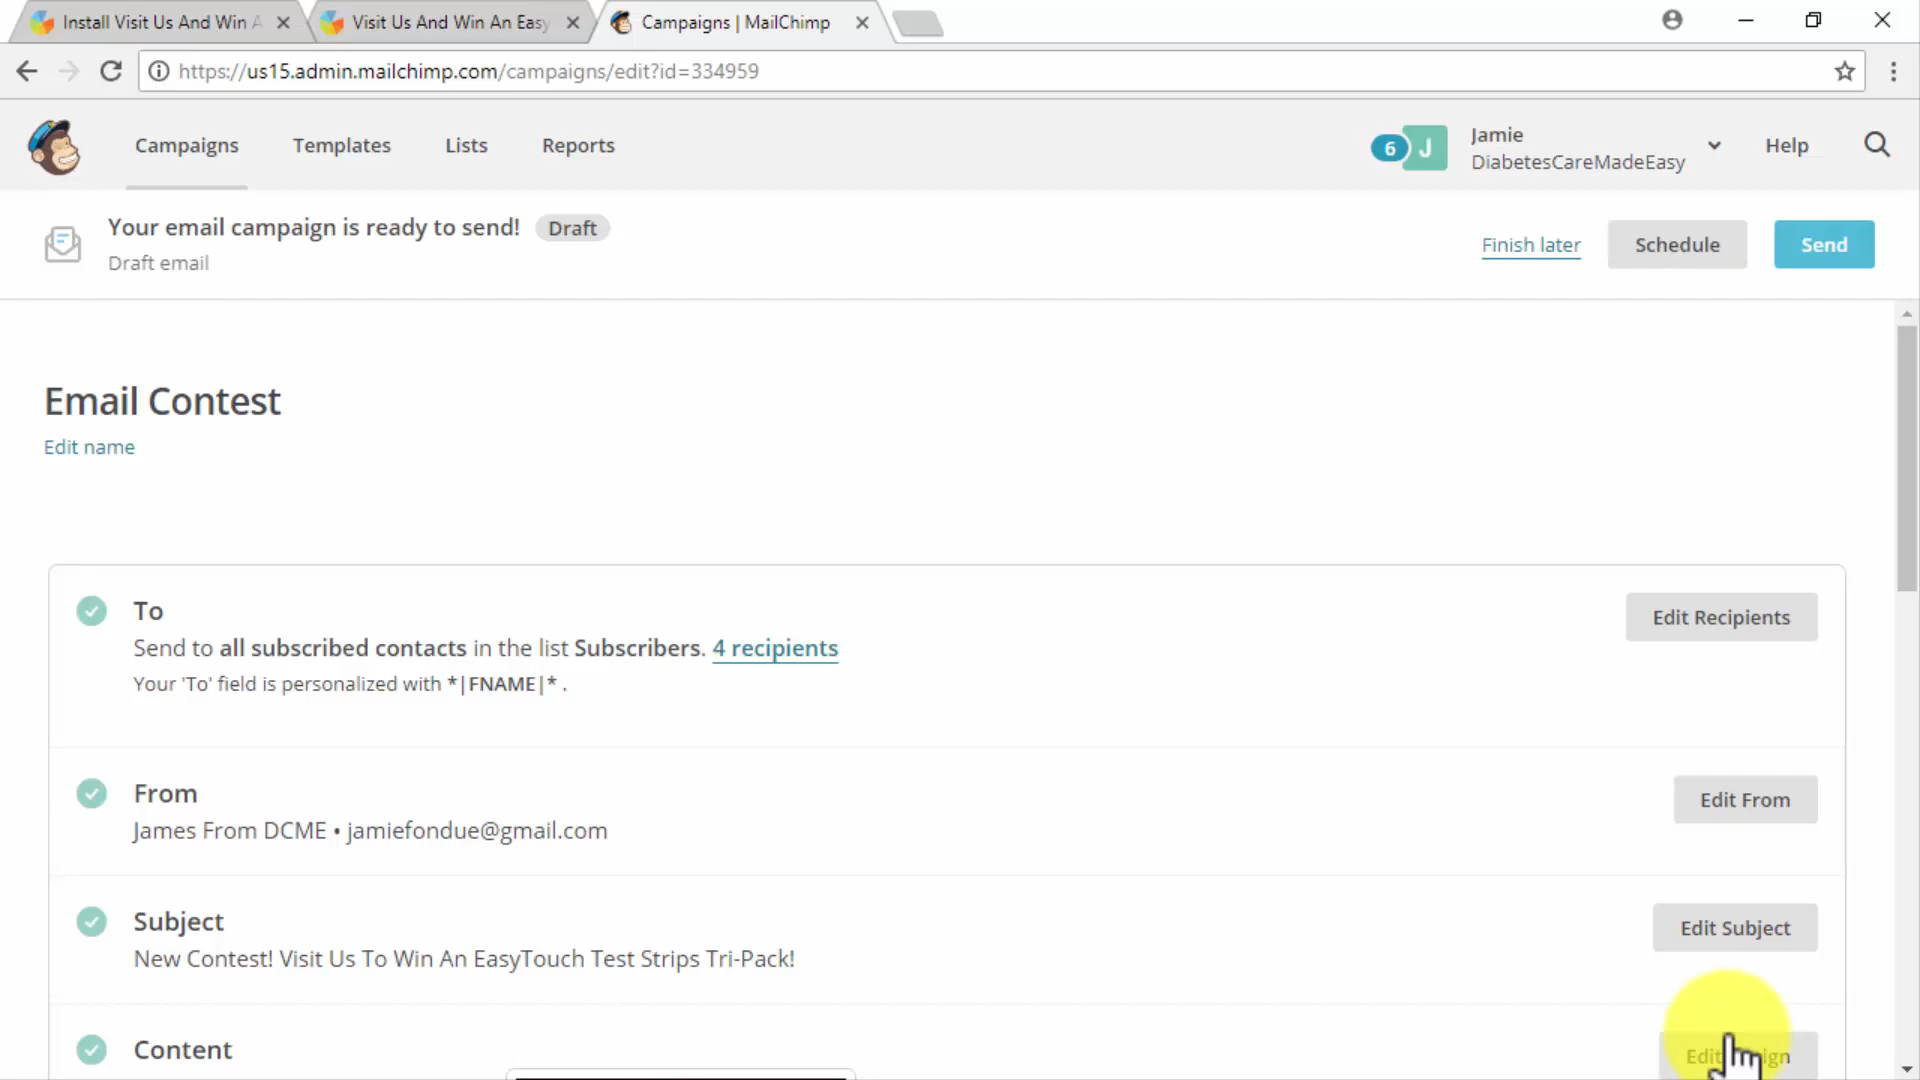 Install Visit Us And Win A
Visit Us And Win An Easy
Campaigns | MailChimp
https://us15.admin.mailchimp.com/campaigns/edit?id=334959
Campaigns
Templates
Lists
Reports
6
J
Jamie
DiabetesCareMadeEasy
Help
Your email campaign is ready to send!
Draft
Draft email
Finish later
Schedule
Send
Email Contest
Edit name
To
Send to all subscribed contacts in the list Subscribers. 4 recipients
Your 'To' field is personalized with *|FNAME|* .
Edit Recipients
From
James From DCME • jamiefondue@gmail.com
Edit From
Subject
New Contest! Visit Us To Win An EasyTouch Test Strips Tri-Pack!
Edit Subject
Content
Edit